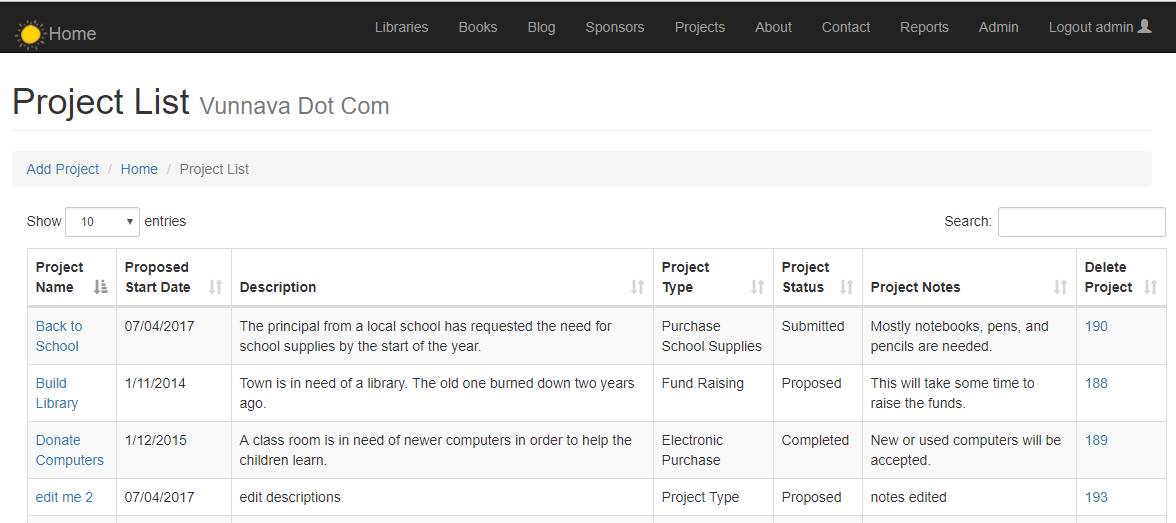 Home Libraries Books Blog Sponsors Projects About Contact Reports Admin Logout admin
Project List Vunnava Dot Com
Add Project / Home / Project List
Show 10 entries Search:
Project Proposed Project Project Delete
Name Start Date Description Type Status Project Notes Project
Back to 07/04/2017 The principal from a local school has requested the need for Purchase Submitted Mostly notebooks, pens, and 190
School school supplies by the start of the year. School Supplies pencils are needed.
Build 1/11/2014 Town is in need of a library. The old one burned down two years Fund Raising Proposed This will take some time to 188
Library ago. raise the funds.
Donate 1/12/2015 A class room is in need of newer computers in order to help the Electronic Completed New or used computers will be 189
Computers children learn. Purchase accepted.
edit me 2 07/04/2017 edit descriptions Project Type Proposed notes edited 193